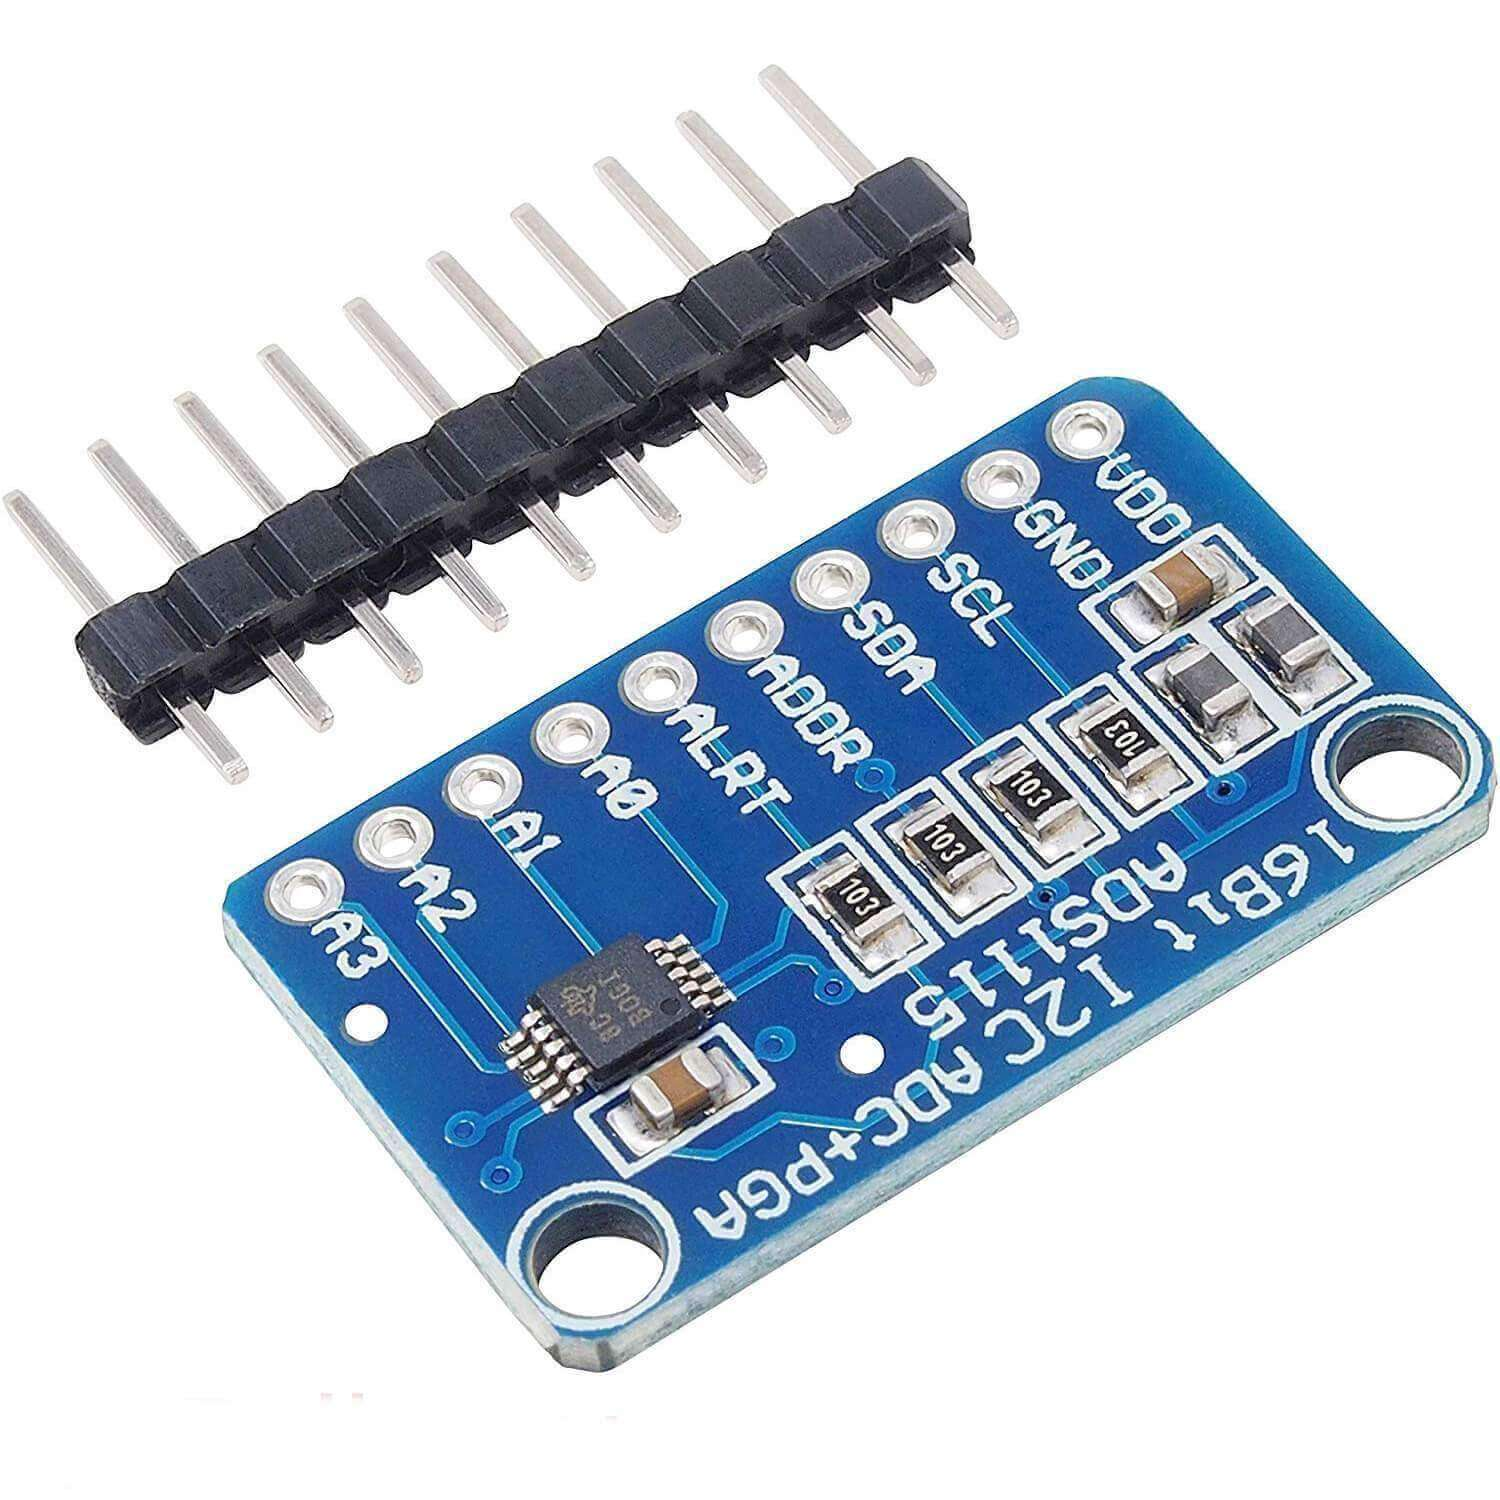 VDD
GND
SCL
SDA
ADDR
ALRT
A0
A1
A2
A3
103
103
103
103
BOGI
16Bit I2C ADC+PGA
ADS1115